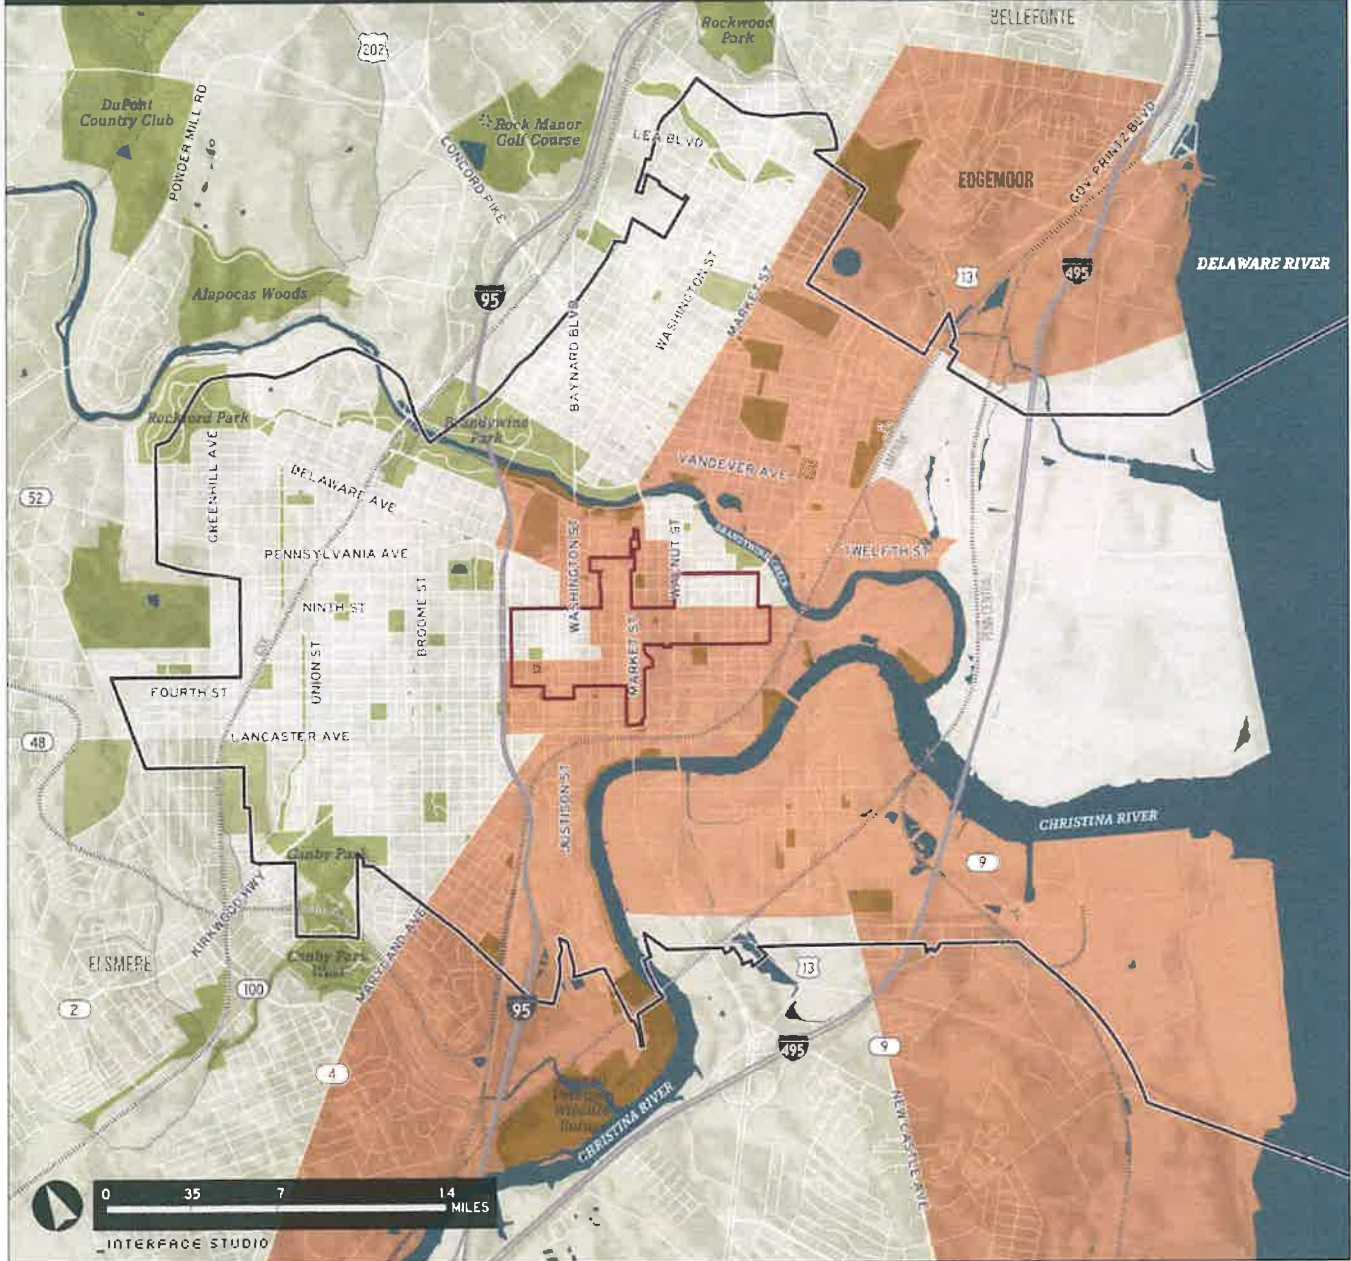 BELLEFONTE
Rockwood
Park
202
DuPont
Country Club
POWDER MILL RD
Rock Manor
Golf Course
CONCORD PIKE
LEA BLVD
EDGEMOOR
GOV. PRINTZ BLVD
Alapocas Woods
95
BAYNARD BLVD
WASHINGTON ST
MARKET ST
13
495
DELAWARE RIVER
Rockford Park
Brandywine
Park
GREENHILL AVE
DELAWARE AVE
VANDEVER AVE
52
PENNSYLVANIA AVE
WASHINGTON ST
WALNUT ST
BRANDYWINE CREEK
TWELFTH ST
NINTH ST
BROOME ST
MARKET ST
UNION ST
FOURTH ST
48
LANCASTER AVE
JUSTISON ST
CHRISTINA RIVER
9
Canby Park
KIRKWOOD HWY
ELSMERE
Canby Park
West
MARYLAND AVE
100
2
95
13
495
9
4
Wildlife
Refuge
CHRISTINA RIVER
NEW CASTLE AVE
0 35 7 14
MILES
INTERFACE STUDIO